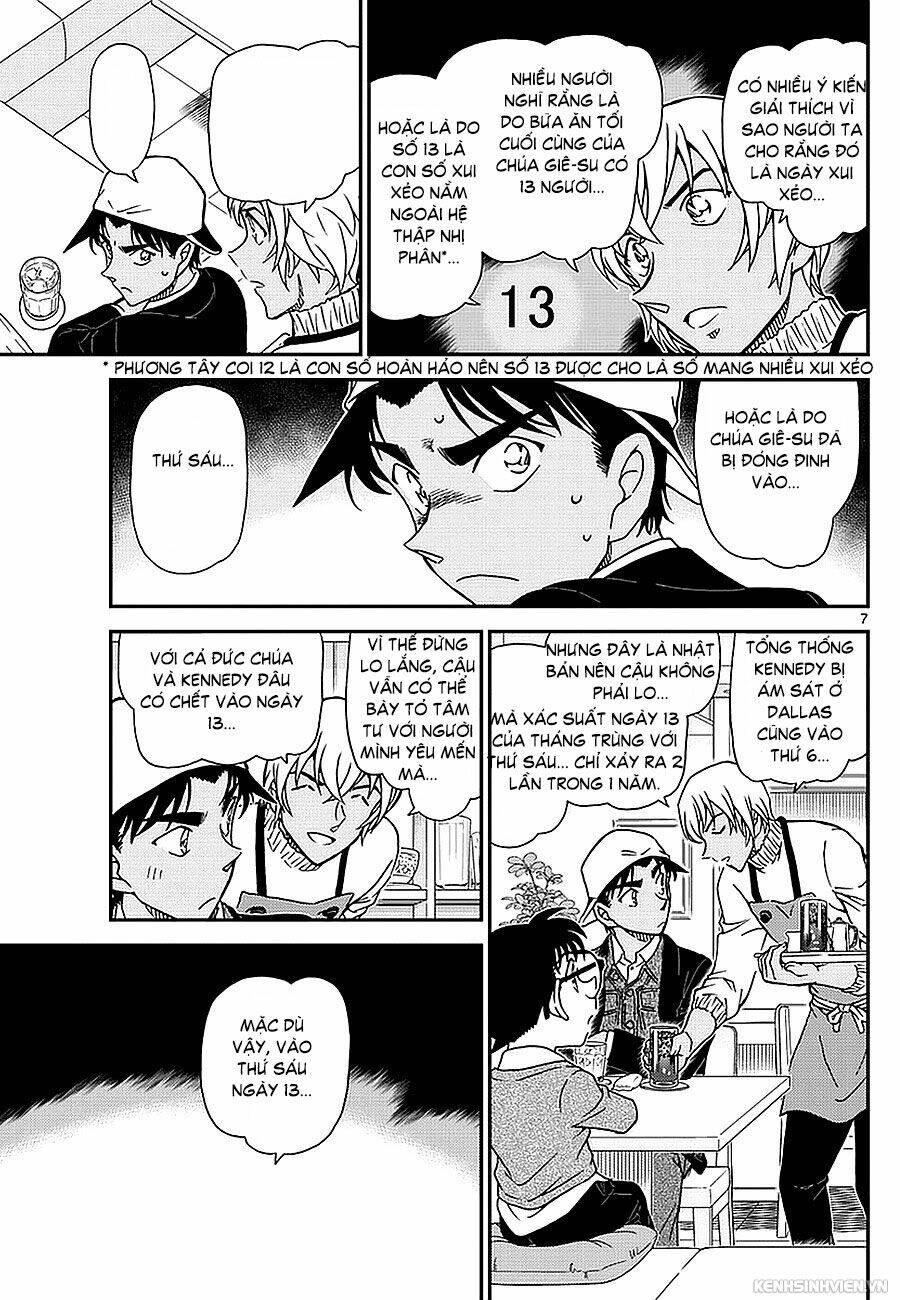 CÓ NHIỀU Ý KIẾN
GIẢI THÍCH VÌ
SAO NGƯỜI TA
CHO RẰNG ĐÓ
LÀ NGÀY XUI
XẺO...
NHIỀU NGƯỜI
NGHĨ RẰNG LÀ
DO BỮA ĂN TỐI
CUỐI CÙNG CỦA
CHÚA GIÊ-SU CÓ
13 NGƯỜI...
HOẶC LÀ DO
SỐ 13 LÀ
CON SỐ XUI
XẺO NẰM
NGOÀI HỆ
THẬP NHỊ
PHÂN*...
13
* PHƯƠNG TÂY COI 12 LÀ CON SỐ HOÀN HẢO NÊN SỐ 13 ĐƯỢC CHO LÀ SỐ MANG NHIỀU XUI XẺO
HOẶC LÀ DO
CHÚA GIÊ-SU ĐÃ
BỊ ĐÓNG ĐINH
VÀO...
THỨ SÁU...
7
TỔNG THỐNG
KENNEDY BỊ
ÁM SÁT Ở
DALLAS
CŨNG VÀO
THỨ 6...
NHƯNG ĐÂY LÀ NHẬT
BẢN NÊN CẬU KHÔNG
PHẢI LO...
MÀ XÁC SUẤT NGÀY 13
CỦA THÁNG TRÙNG VỚI
THỨ SÁU... CHỈ XẢY RA 2
LẦN TRONG 1 NĂM.
VÌ THẾ ĐỪNG
LO LẮNG, CẬU
VẪN CÓ THỂ
BÀY TỎ TÂM
TƯ VỚI NGƯỜI
MÌNH YÊU MẾN
MÀ...
VỚI CẢ ĐỨC CHÚA
VÀ KENNEDY ĐÂU
CÓ CHẾT VÀO NGÀY
13...
MẶC DÙ
VẬY, VÀO
THỨ SÁU
NGÀY 13...
KENHSINHVIEN.VN